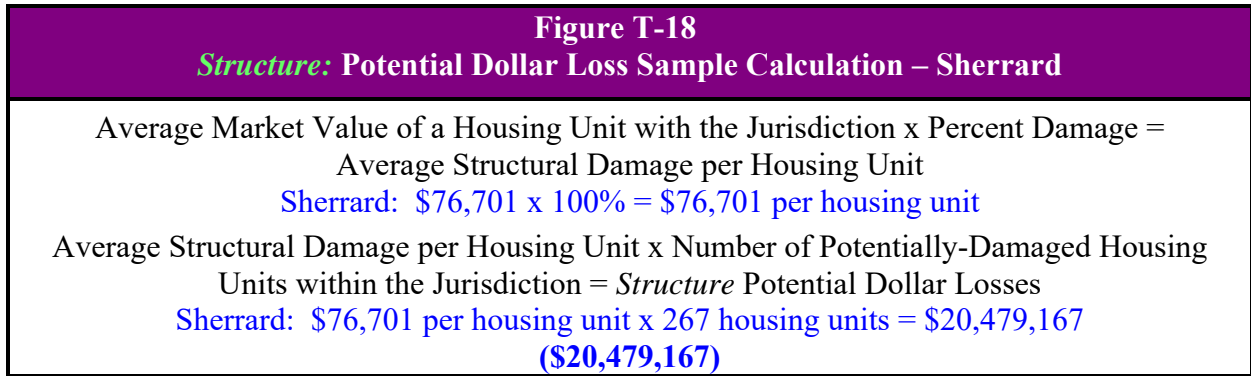 Figure T-18
Structure: Potential Dollar Loss Sample Calculation – Sherrard
Average Market Value of a Housing Unit with the Jurisdiction x Percent Damage =
Average Structural Damage per Housing Unit
Sherrard: $76,701 x 100% = $76,701 per housing unit
Average Structural Damage per Housing Unit x Number of Potentially-Damaged Housing
Units within the Jurisdiction = Structure Potential Dollar Losses
Sherrard: $76,701 per housing unit x 267 housing units = $20,479,167
($20,479,167)